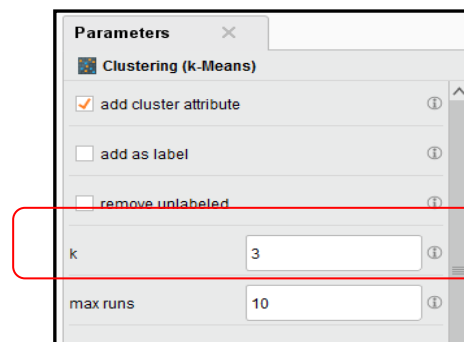 Parameters ×
Clustering (k-Means)
add cluster attribute
add as label
remove unlabeled
k 3
max runs 10